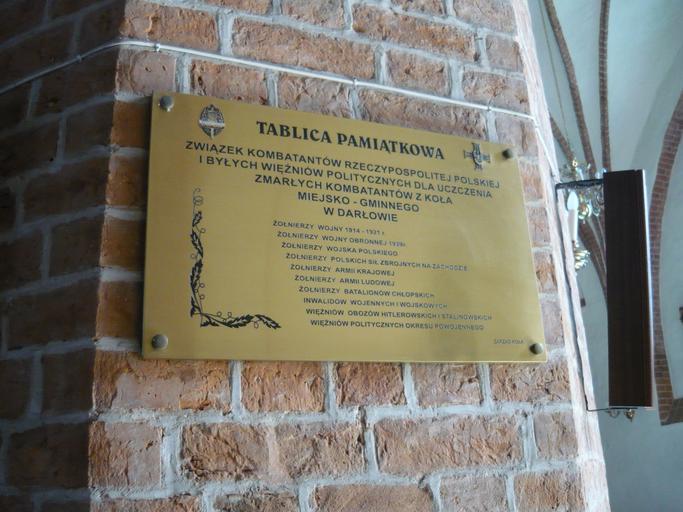 TABLICA PAMIĄTKOWA
ZWIĄZEK KOMBATANTÓW RZECZYPOSPOLITEJ POLSKIEJ
I BYŁYCH WIĘŹNIÓW POLITYCZNYCH DLA UCZCZENIA
ZMARŁYCH KOMBATANTÓW Z KOŁA
MIEJSKO - GMINNEGO
W DARŁOWIE
ŻOŁNIERZY WOJNY 1914 - 1921 r.
ŻOŁNIERZY WOJNY OBRONNEJ 1939r.
ŻOŁNIERZY WOJSKA POLSKIEGO
ŻOŁNIERZY POLSKICH SIŁ ZBROJNYCH NA ZACHODZIE
ŻOŁNIERZY ARMII KRAJOWEJ
ŻOŁNIERZY ARMII LUDOWEJ
ŻOŁNIERZY BATALIONÓW CHŁOPSKICH
INWALIDÓW WOJENNYCH I WOJSKOWYCH
WIĘŹNIÓW OBOZÓW HITLEROWSKICH I STALINOWSKICH
WIĘŹNIÓW POLITYCZNYCH OKRESU POWOJENNEGO
ZARZĄD KOŁA